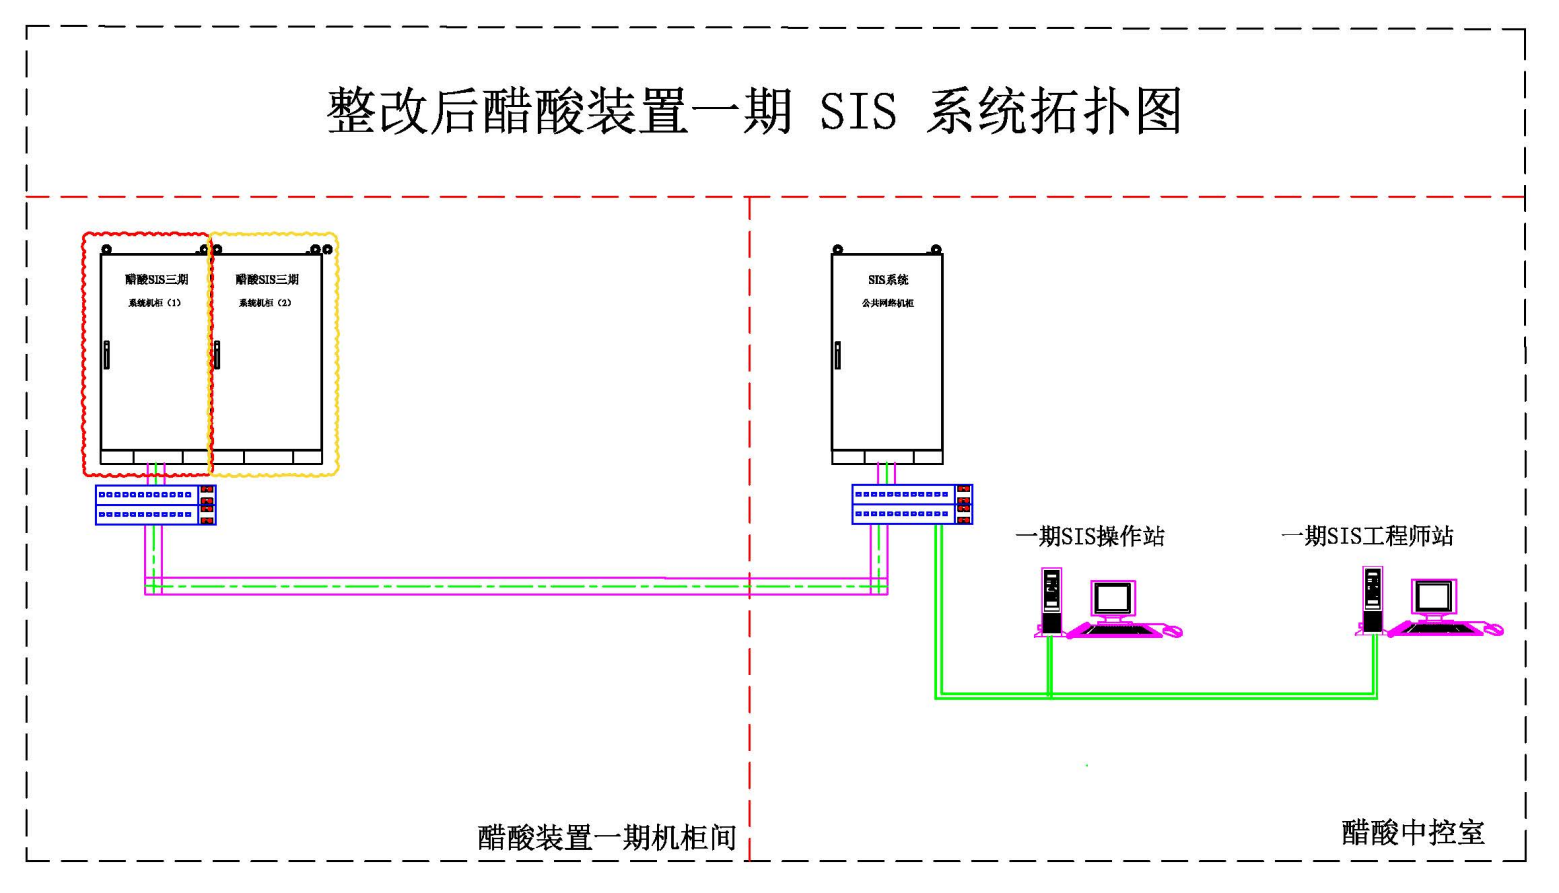 整改后醋酸装置一期 SIS 系统拓扑图
醋酸SIS三期
系统机柜（1）
醋酸SIS三期
系统机柜（2）
SIS系统
公共网络机柜
一期SIS操作站
一期SIS工程师站
醋酸装置一期机柜间
醋酸中控室